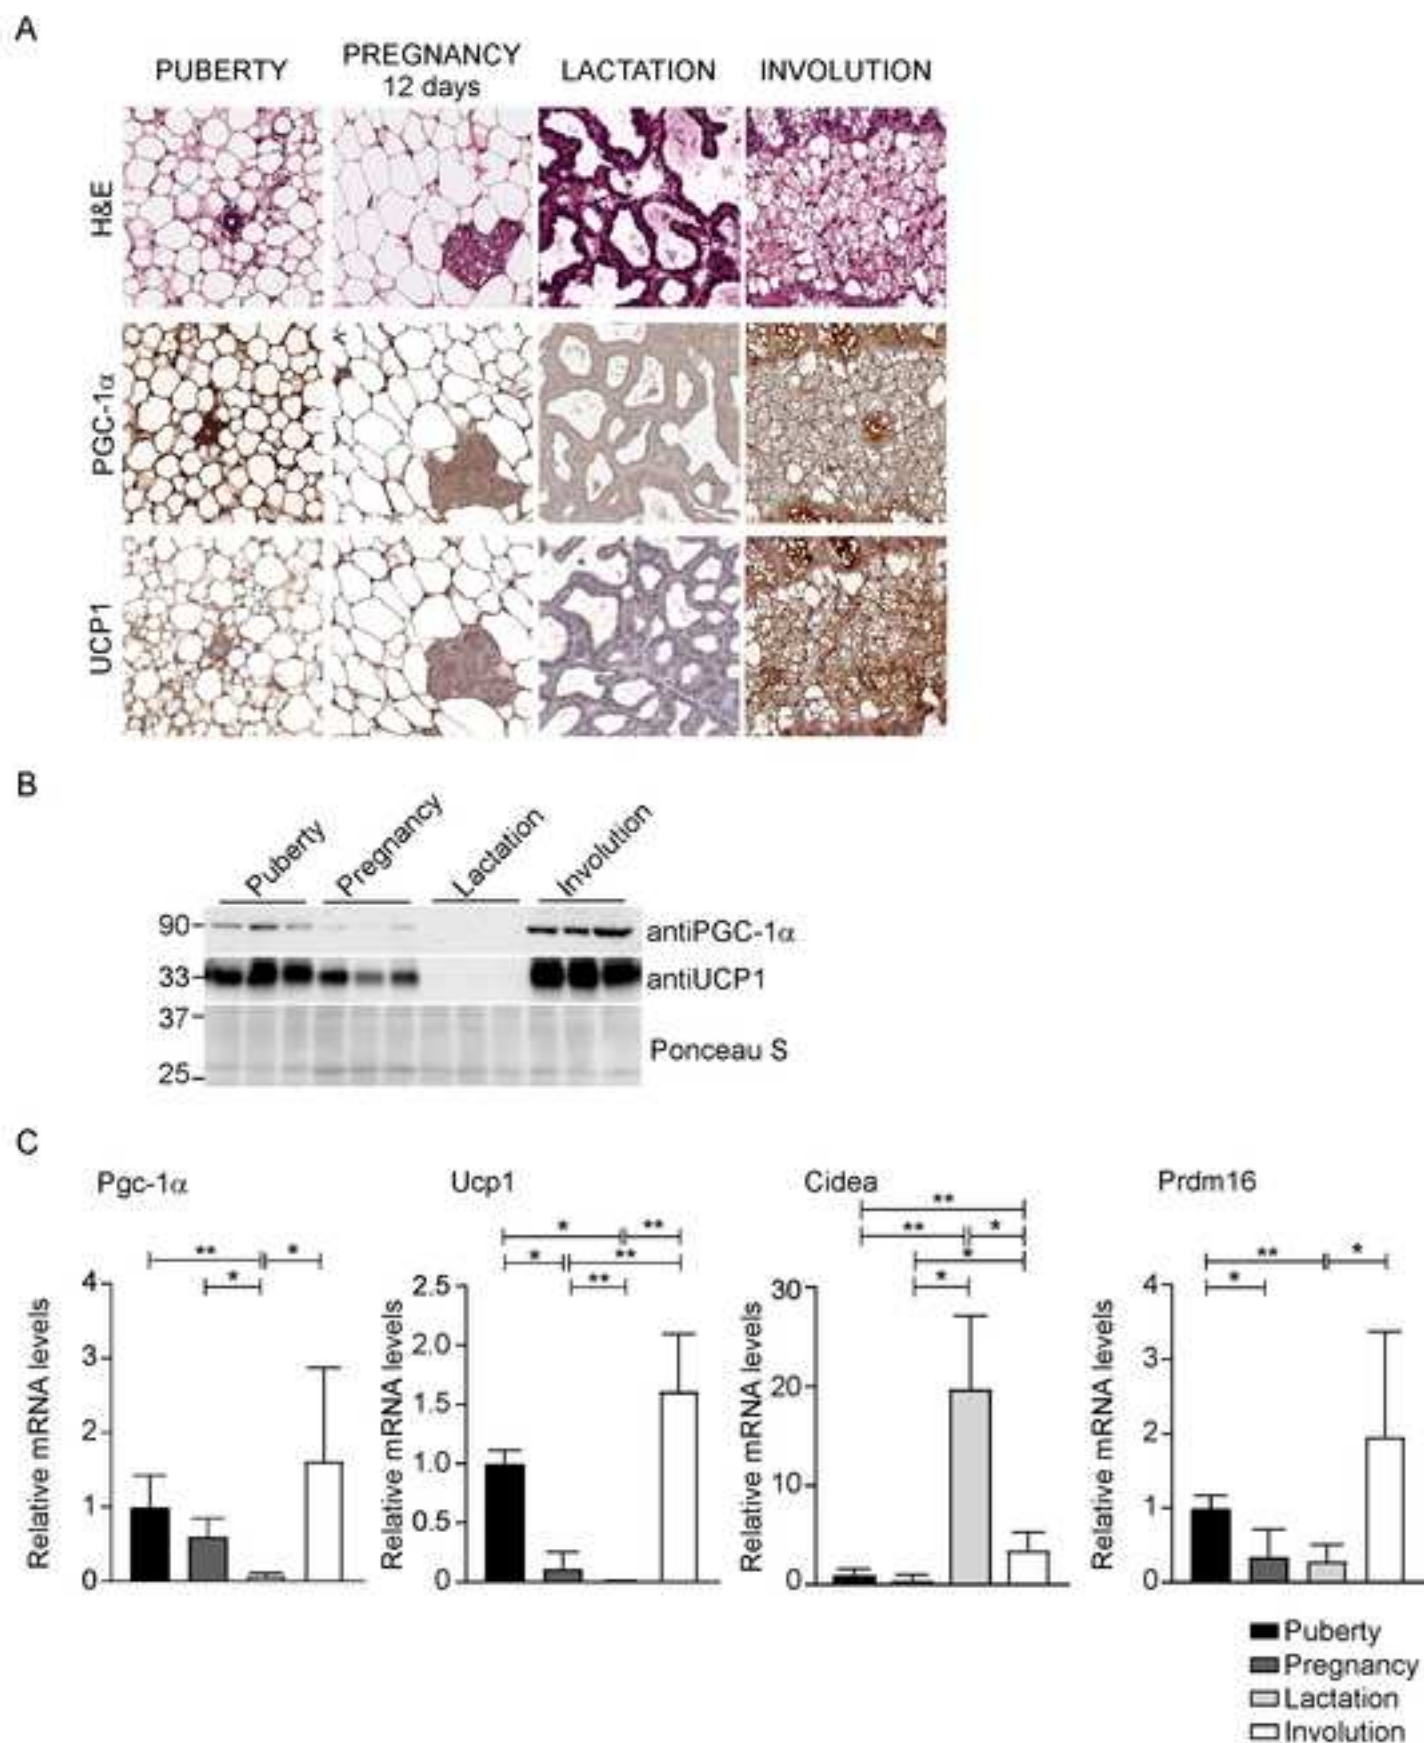 A
PUBERTY
PREGNANCY
12 days
LACTATION
INVOLUTION
H&E
PGC-1α
UCP1
B
Puberty
Pregnancy
Lactation
Involution
90
antiPGC-1α
33
antiUCP1
37
Ponceau S
25
C
Pgc-1α
** *
*
Relative mRNA levels
4
3
2
1
0
Ucp1
* **
* **
**
Relative mRNA levels
2.5
2.0
1.5
1.0
0.5
0
Cidea
**
** *
*
*
Relative mRNA levels
30
20
10
0
Prdm16
** *
*
Relative mRNA levels
4
3
2
1
0
Puberty
Pregnancy
Lactation
Involution